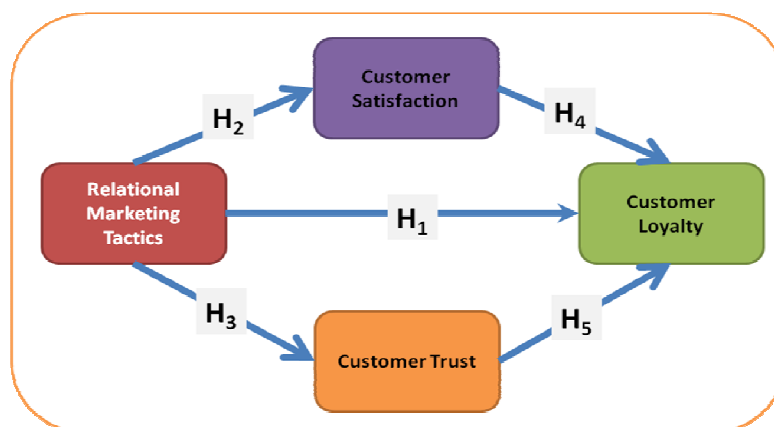 Customer
Satisfaction
H₂
H₄
Relational
Marketing
Tactics
H₁
Customer
Loyalty
H₃
H₅
Customer Trust